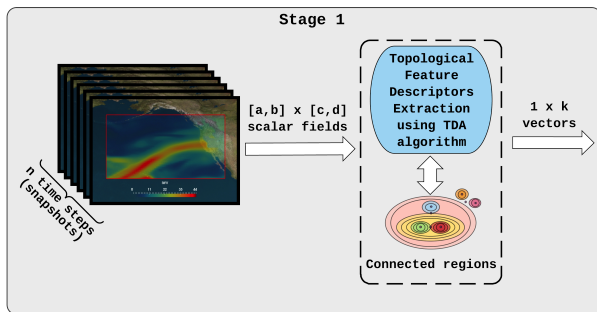 Stage 1
n time steps
(snapshots)
[a,b] x [c,d]
scalar fields
Topological
Feature
Descriptors
Extraction
using TDA
algorithm
Connected regions
1 x k
vectors